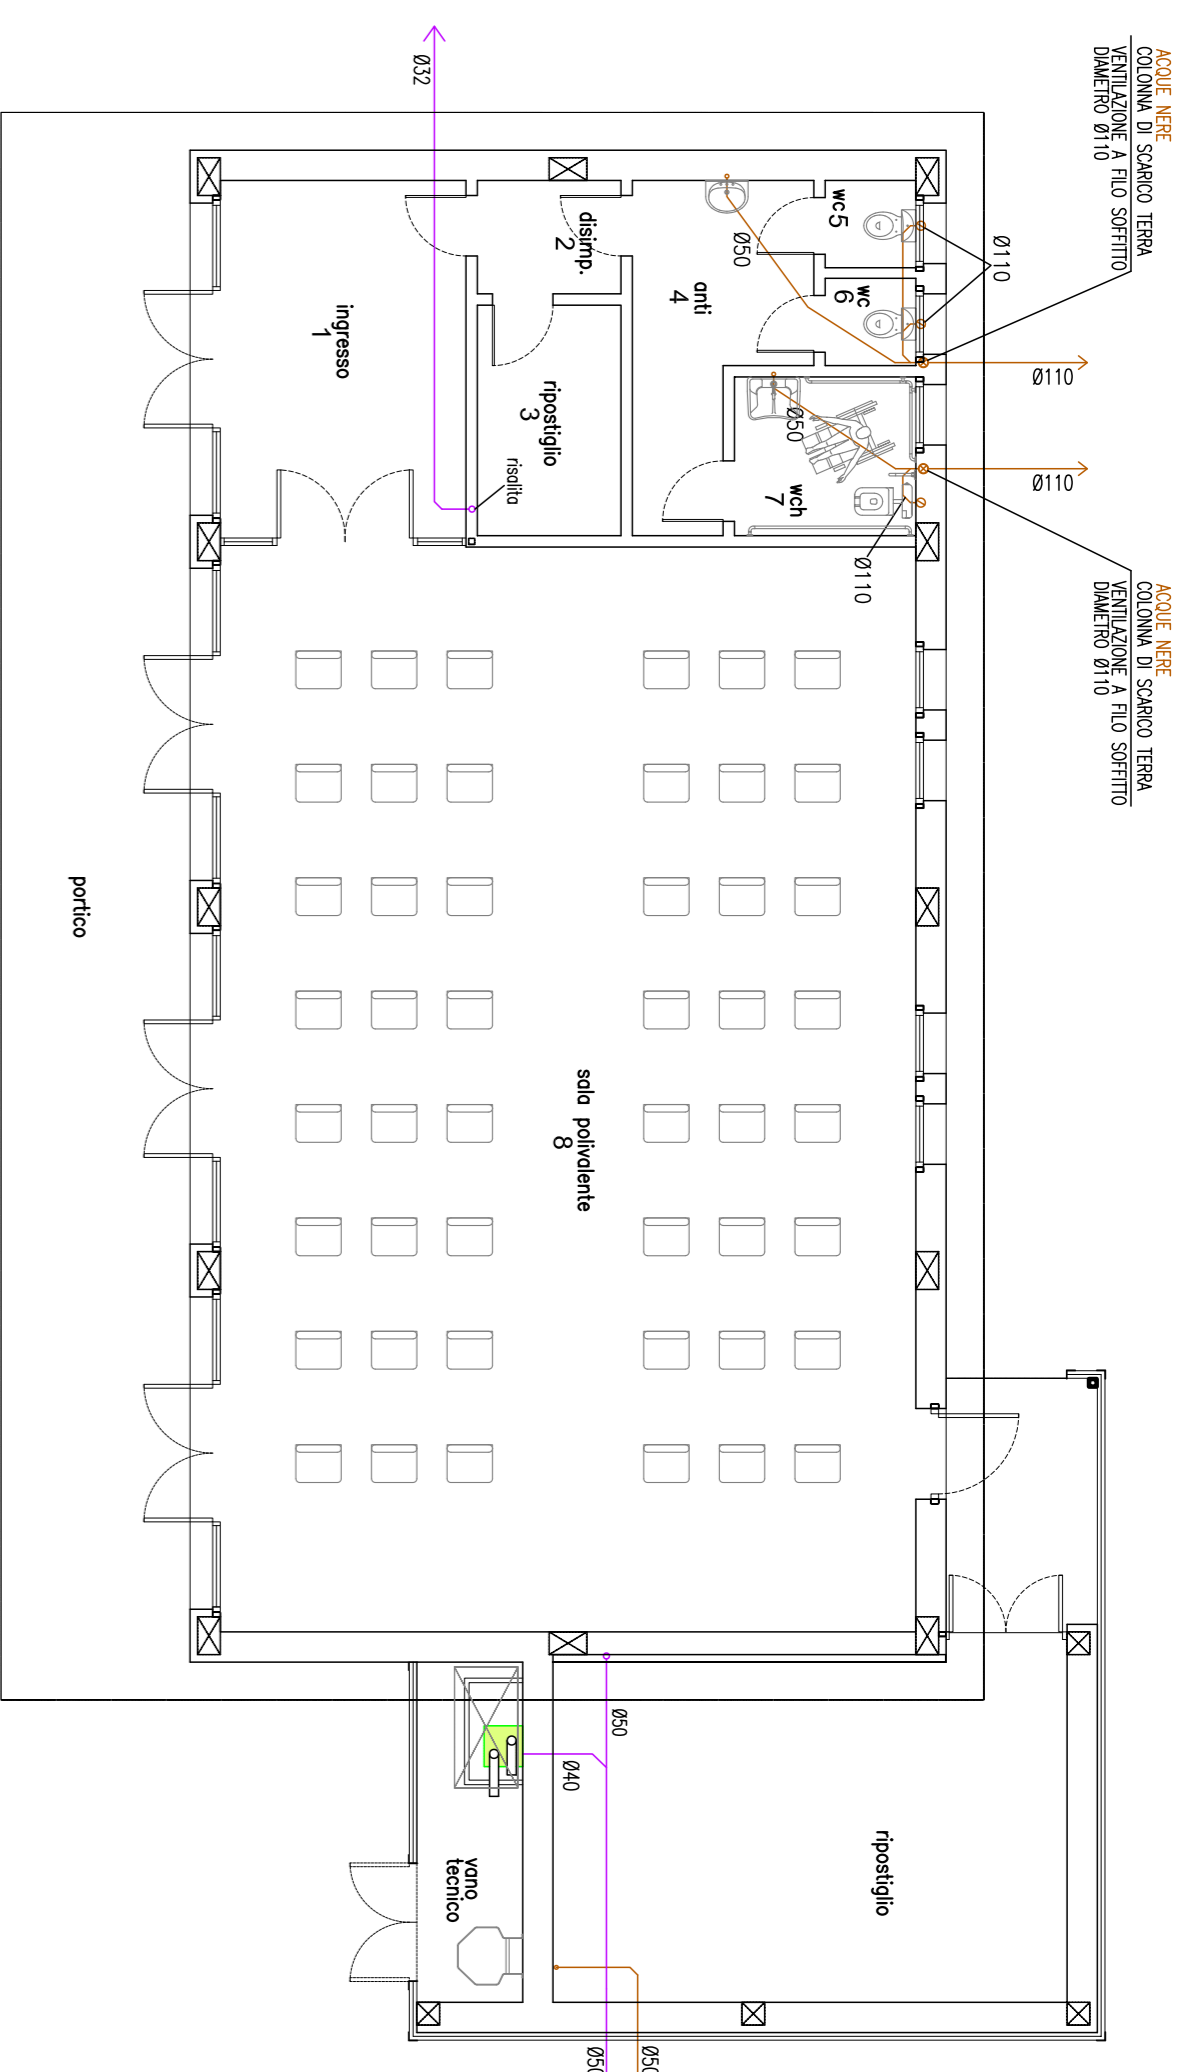 ACQUE NERE
COLONNA DI SCARICO TERRA
VENTILAZIONE A FILO SOFFITTO
DIAMETRO Ø110
ACQUE NERE
COLONNA DI SCARICO TERRA
VENTILAZIONE A FILO SOFFITTO
DIAMETRO Ø110
Ø110
Ø110
Ø110
wc
5
wc
6
Ø50
Ø50
wch
7
Ø110
anti
4
disimp.
2
ripostiglio
3
risalita
ingresso
1
Ø32
sala polivalente
8
portico
Ø50
Ø40
ripostiglio
vano
tecnico
Ø50
Ø50